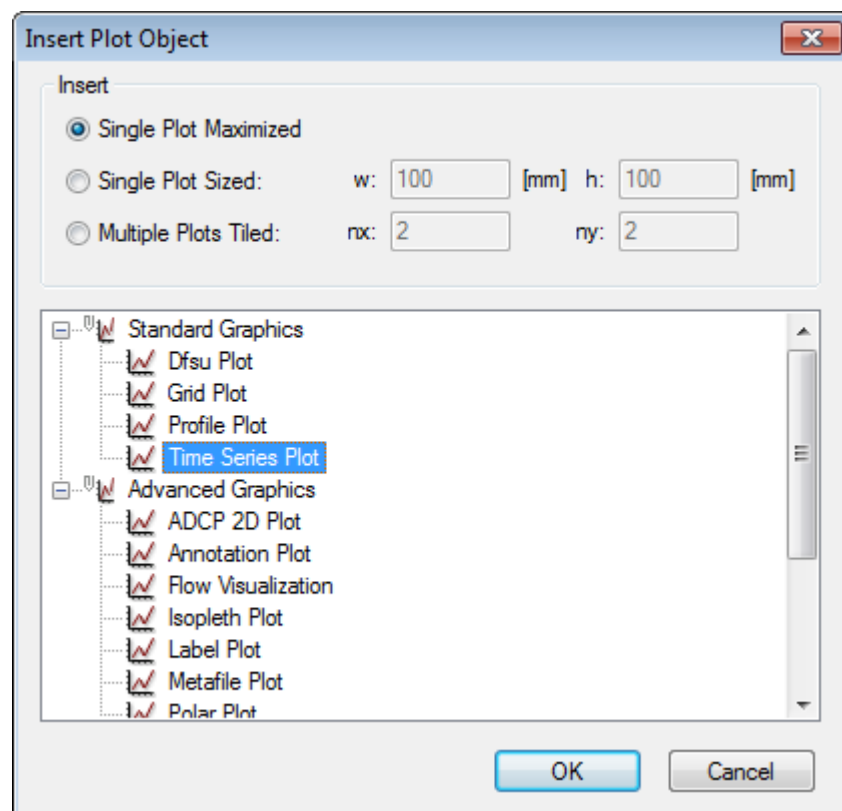 Insert Plot Object
Insert
Single Plot Maximized
Single Plot Sized: w: 100 [mm] h: 100 [mm]
Multiple Plots Tiled: nx: 2 ny: 2
Standard Graphics
Dfsu Plot
Grid Plot
Profile Plot
Time Series Plot
Advanced Graphics
ADCP 2D Plot
Annotation Plot
Flow Visualization
Isopleth Plot
Label Plot
Metafile Plot
Polar Plot
OK Cancel